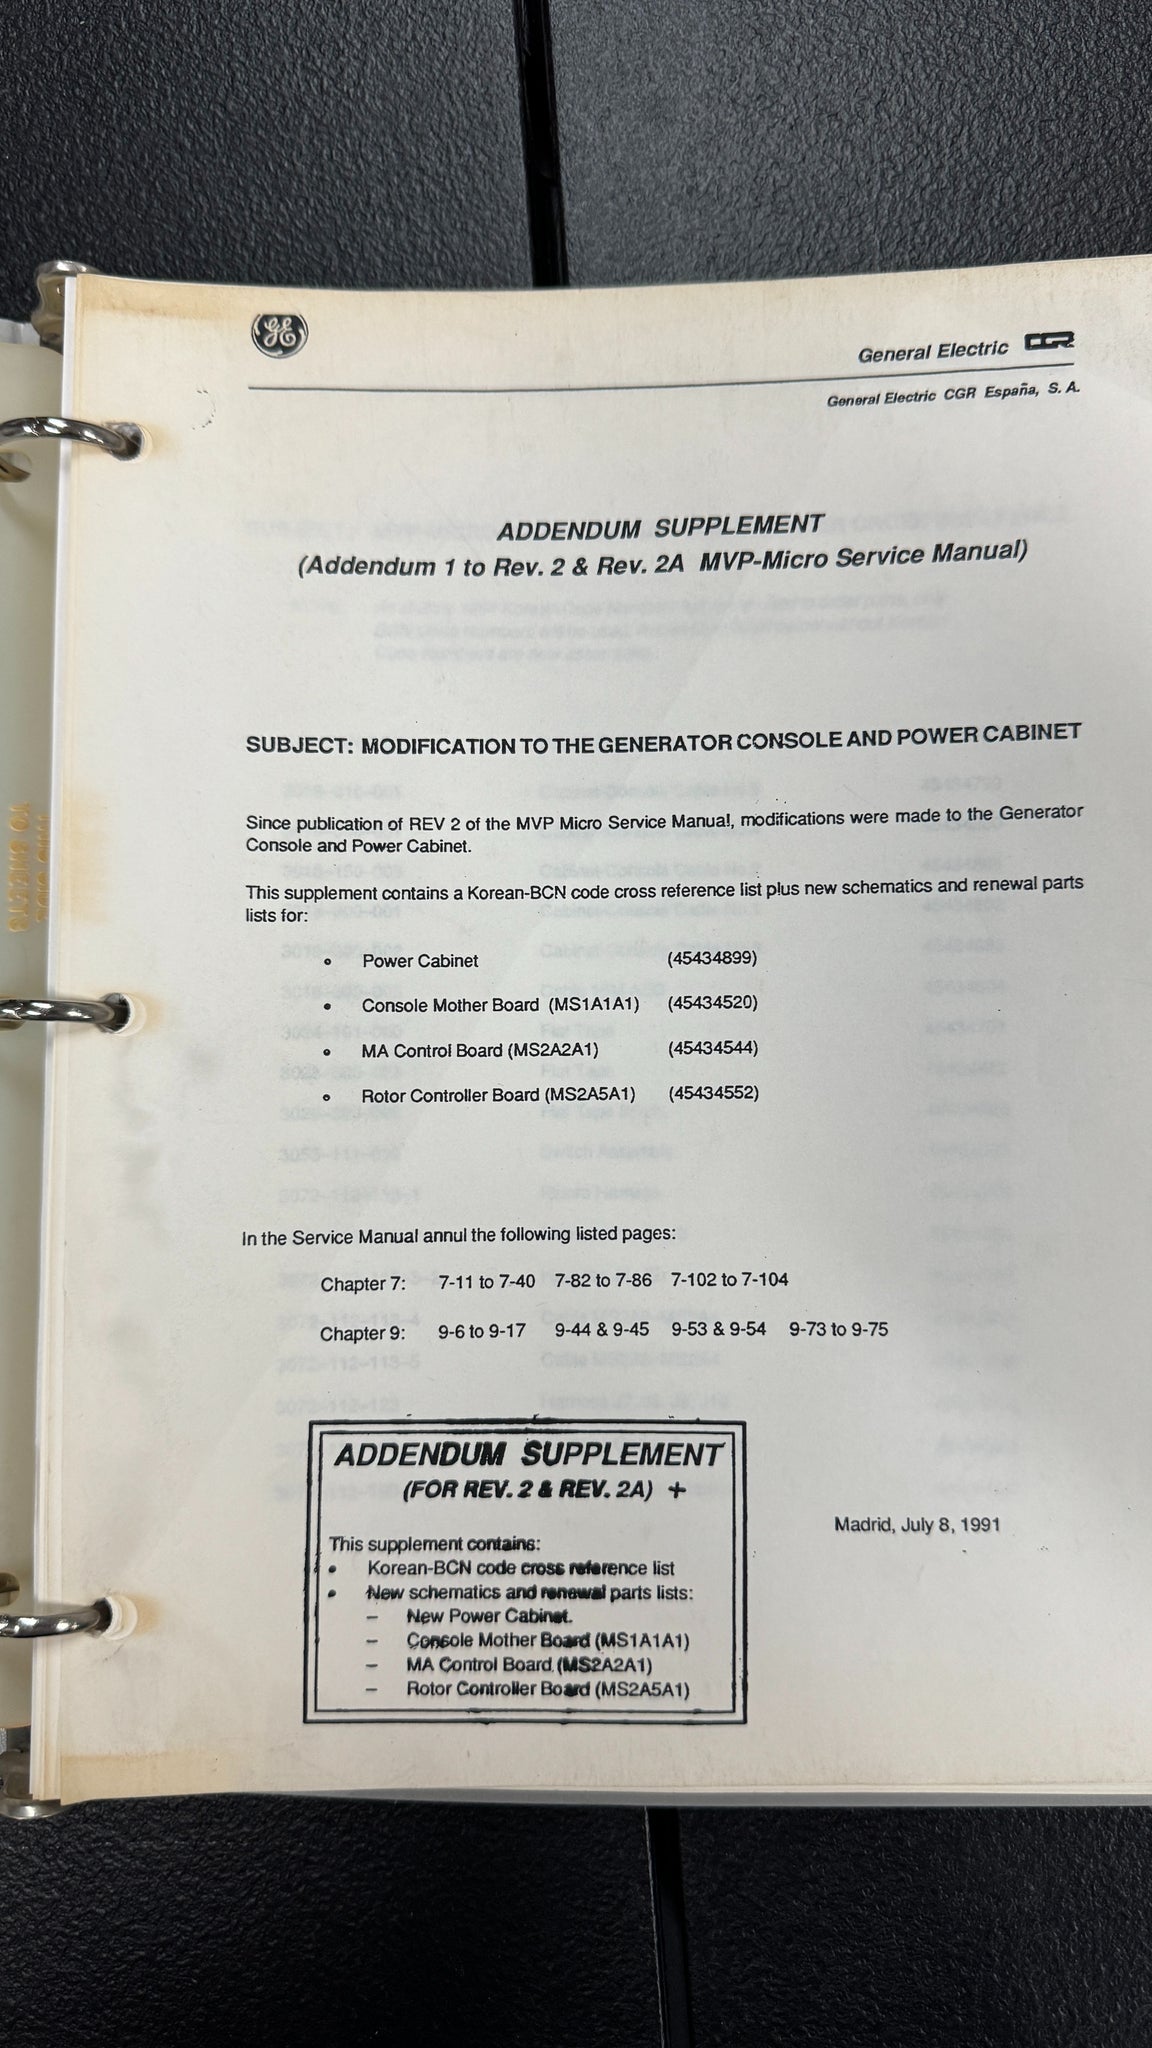 GE
General Electric CGR
General Electric CGR España, S. A.
ADDENDUM SUPPLEMENT
(Addendum 1 to Rev. 2 & Rev. 2A MVP-Micro Service Manual)
SUBJECT: MODIFICATION TO THE GENERATOR CONSOLE AND POWER CABINET
Since publication of REV 2 of the MVP Micro Service Manual, modifications were made to the Generator
Console and Power Cabinet.
This supplement contains a Korean-BCN code cross reference list plus new schematics and renewal parts
lists for:
• Power Cabinet (45434899)
• Console Mother Board (MS1A1A1) (45434520)
• MA Control Board (MS2A2A1) (45434544)
• Rotor Controller Board (MS2A5A1) (45434552)
In the Service Manual annul the following listed pages:
Chapter 7: 7-11 to 7-40 7-82 to 7-86 7-102 to 7-104
Chapter 9: 9-6 to 9-17 9-44 & 9-45 9-53 & 9-54 9-73 to 9-75
ADDENDUM SUPPLEMENT
(FOR REV. 2 & REV. 2A) +
This supplement contains:
• Korean-BCN code cross reference list
• New schematics and renewal parts lists:
– New Power Cabinet.
– Console Mother Board (MS1A1A1)
– MA Control Board (MS2A2A1)
– Rotor Controller Board (MS2A5A1)
Madrid, July 8, 1991